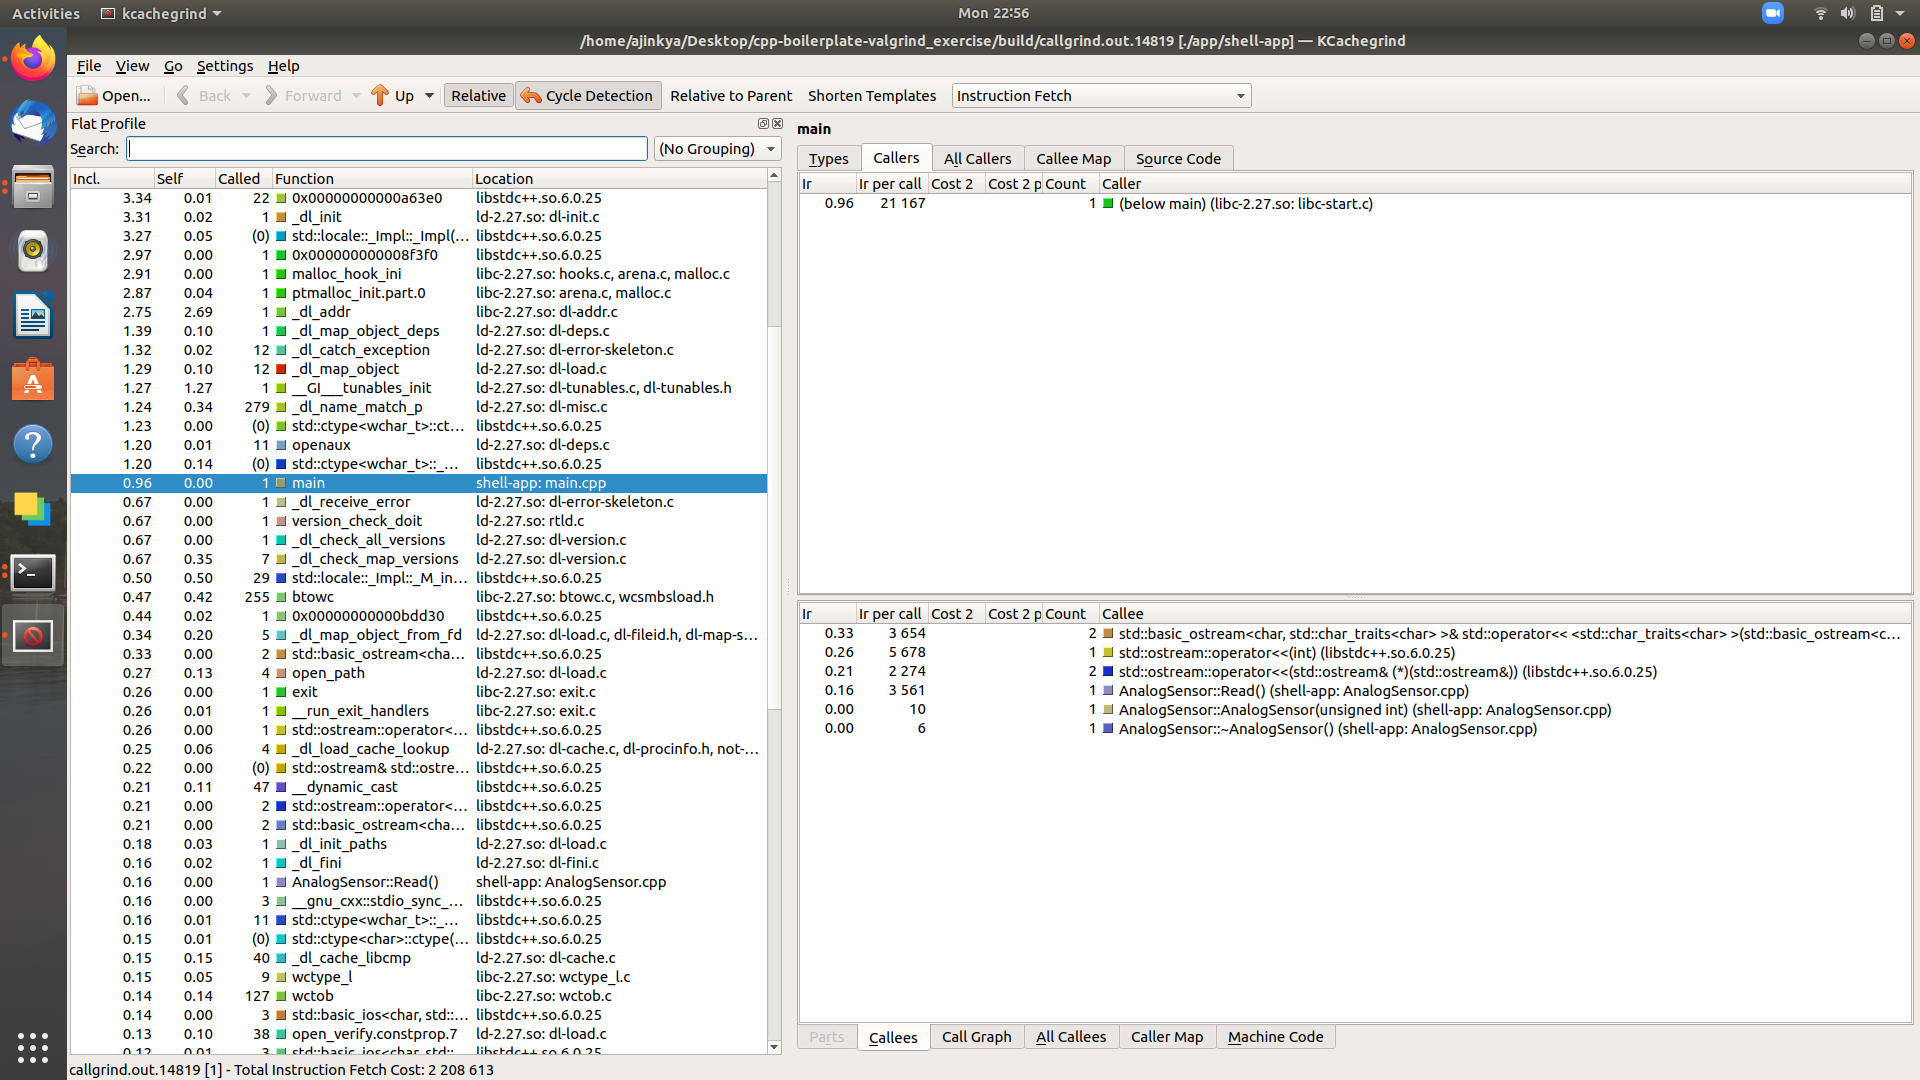 Activities kcachegrind Mon 22:56
/home/ajinkya/Desktop/cpp-boilerplate-valgrind_exercise/build/callgrind.out.14819 [./app/shell-app] — KCachegrind
File View Go Settings Help
Open... Back Forward Up Relative Cycle Detection Relative to Parent Shorten Templates Instruction Fetch
Flat Profile
Search: (No Grouping)
Incl. Self Called Function Location
3.34 0.01 22 0x00000000000a63e0 libstdc++.so.6.0.25
3.31 0.02 1 _dl_init ld-2.27.so: dl-init.c
3.27 0.05 (0) std::locale::_Impl::_Impl(... libstdc++.so.6.0.25
2.97 0.00 1 0x000000000008f3f0 libstdc++.so.6.0.25
2.91 0.00 1 malloc_hook_ini libc-2.27.so: hooks.c, arena.c, malloc.c
2.87 0.04 1 ptmalloc_init.part.0 libc-2.27.so: arena.c, malloc.c
2.75 2.69 1 _dl_addr libc-2.27.so: dl-addr.c
1.39 0.10 1 _dl_map_object_deps ld-2.27.so: dl-deps.c
1.32 0.02 12 _dl_catch_exception ld-2.27.so: dl-error-skeleton.c
1.29 0.10 12 _dl_map_object ld-2.27.so: dl-load.c
1.27 1.27 1 __GI___tunables_init ld-2.27.so: dl-tunables.c, dl-tunables.h
1.24 0.34 279 _dl_name_match_p ld-2.27.so: dl-misc.c
1.23 0.00 (0) std::ctype<wchar_t>::ct... libstdc++.so.6.0.25
1.20 0.01 11 openaux ld-2.27.so: dl-deps.c
1.20 0.14 (0) std::ctype<wchar_t>::_... libstdc++.so.6.0.25
0.96 0.00 1 main shell-app: main.cpp
0.67 0.00 1 _dl_receive_error ld-2.27.so: dl-error-skeleton.c
0.67 0.00 1 version_check_doit ld-2.27.so: rtld.c
0.67 0.00 1 _dl_check_all_versions ld-2.27.so: dl-version.c
0.67 0.35 7 _dl_check_map_versions ld-2.27.so: dl-version.c
0.50 0.50 29 std::locale::_Impl::_M_in... libstdc++.so.6.0.25
0.47 0.42 255 btowc libc-2.27.so: btowc.c, wcsmbsload.h
0.44 0.02 1 0x00000000000bdd30 libstdc++.so.6.0.25
0.34 0.20 5 _dl_map_object_from_fd ld-2.27.so: dl-load.c, dl-fileid.h, dl-map-s...
0.33 0.00 2 std::basic_ostream<cha... libstdc++.so.6.0.25
0.27 0.13 4 open_path ld-2.27.so: dl-load.c
0.26 0.00 1 exit libc-2.27.so: exit.c
0.26 0.01 1 __run_exit_handlers libc-2.27.so: exit.c
0.26 0.00 1 std::ostream::operator<... libstdc++.so.6.0.25
0.25 0.06 4 _dl_load_cache_lookup ld-2.27.so: dl-cache.c, dl-procinfo.h, not-...
0.22 0.00 (0) std::ostream& std::ostre... libstdc++.so.6.0.25
0.21 0.11 47 __dynamic_cast libstdc++.so.6.0.25
0.21 0.00 2 std::ostream::operator<... libstdc++.so.6.0.25
0.21 0.00 2 std::basic_ostream<cha... libstdc++.so.6.0.25
0.18 0.03 1 _dl_init_paths ld-2.27.so: dl-load.c
0.16 0.02 1 _dl_fini ld-2.27.so: dl-fini.c
0.16 0.00 1 AnalogSensor::Read() shell-app: AnalogSensor.cpp
0.16 0.00 3 __gnu_cxx::stdio_sync_... libstdc++.so.6.0.25
0.16 0.01 11 std::ctype<wchar_t>::_... libstdc++.so.6.0.25
0.15 0.01 (0) std::ctype<char>::ctype(... libstdc++.so.6.0.25
0.15 0.15 40 _dl_cache_libcmp ld-2.27.so: dl-cache.c
0.15 0.05 9 wctype_l libc-2.27.so: wctype_l.c
0.14 0.14 127 wctob libc-2.27.so: wctob.c
0.14 0.00 3 std::basic_ios<char, std::... libstdc++.so.6.0.25
0.13 0.10 38 open_verify.constprop.7 ld-2.27.so: dl-load.c
0.12 0.01 3 std::basic_ios<char, std::... libstdc++.so.6.0.25
callgrind.out.14819 [1] - Total Instruction Fetch Cost: 2 208 613
main
Types Callers All Callers Callee Map Source Code
Ir Ir per call Cost 2 Cost 2 p Count Caller
0.96 21 167 1 (below main) (libc-2.27.so: libc-start.c)
Ir Ir per call Cost 2 Cost 2 p Count Callee
0.33 3 654 2 std::basic_ostream<char, std::char_traits<char> >& std::operator<< <std::char_traits<char> >(std::basic_ostream<c...
0.26 5 678 1 std::ostream::operator<<(int) (libstdc++.so.6.0.25)
0.21 2 274 2 std::ostream::operator<<(std::ostream& (*)(std::ostream&)) (libstdc++.so.6.0.25)
0.16 3 561 1 AnalogSensor::Read() (shell-app: AnalogSensor.cpp)
0.00 10 1 AnalogSensor::AnalogSensor(unsigned int) (shell-app: AnalogSensor.cpp)
0.00 6 1 AnalogSensor::~AnalogSensor() (shell-app: AnalogSensor.cpp)
Parts Callees Call Graph All Callees Caller Map Machine Code